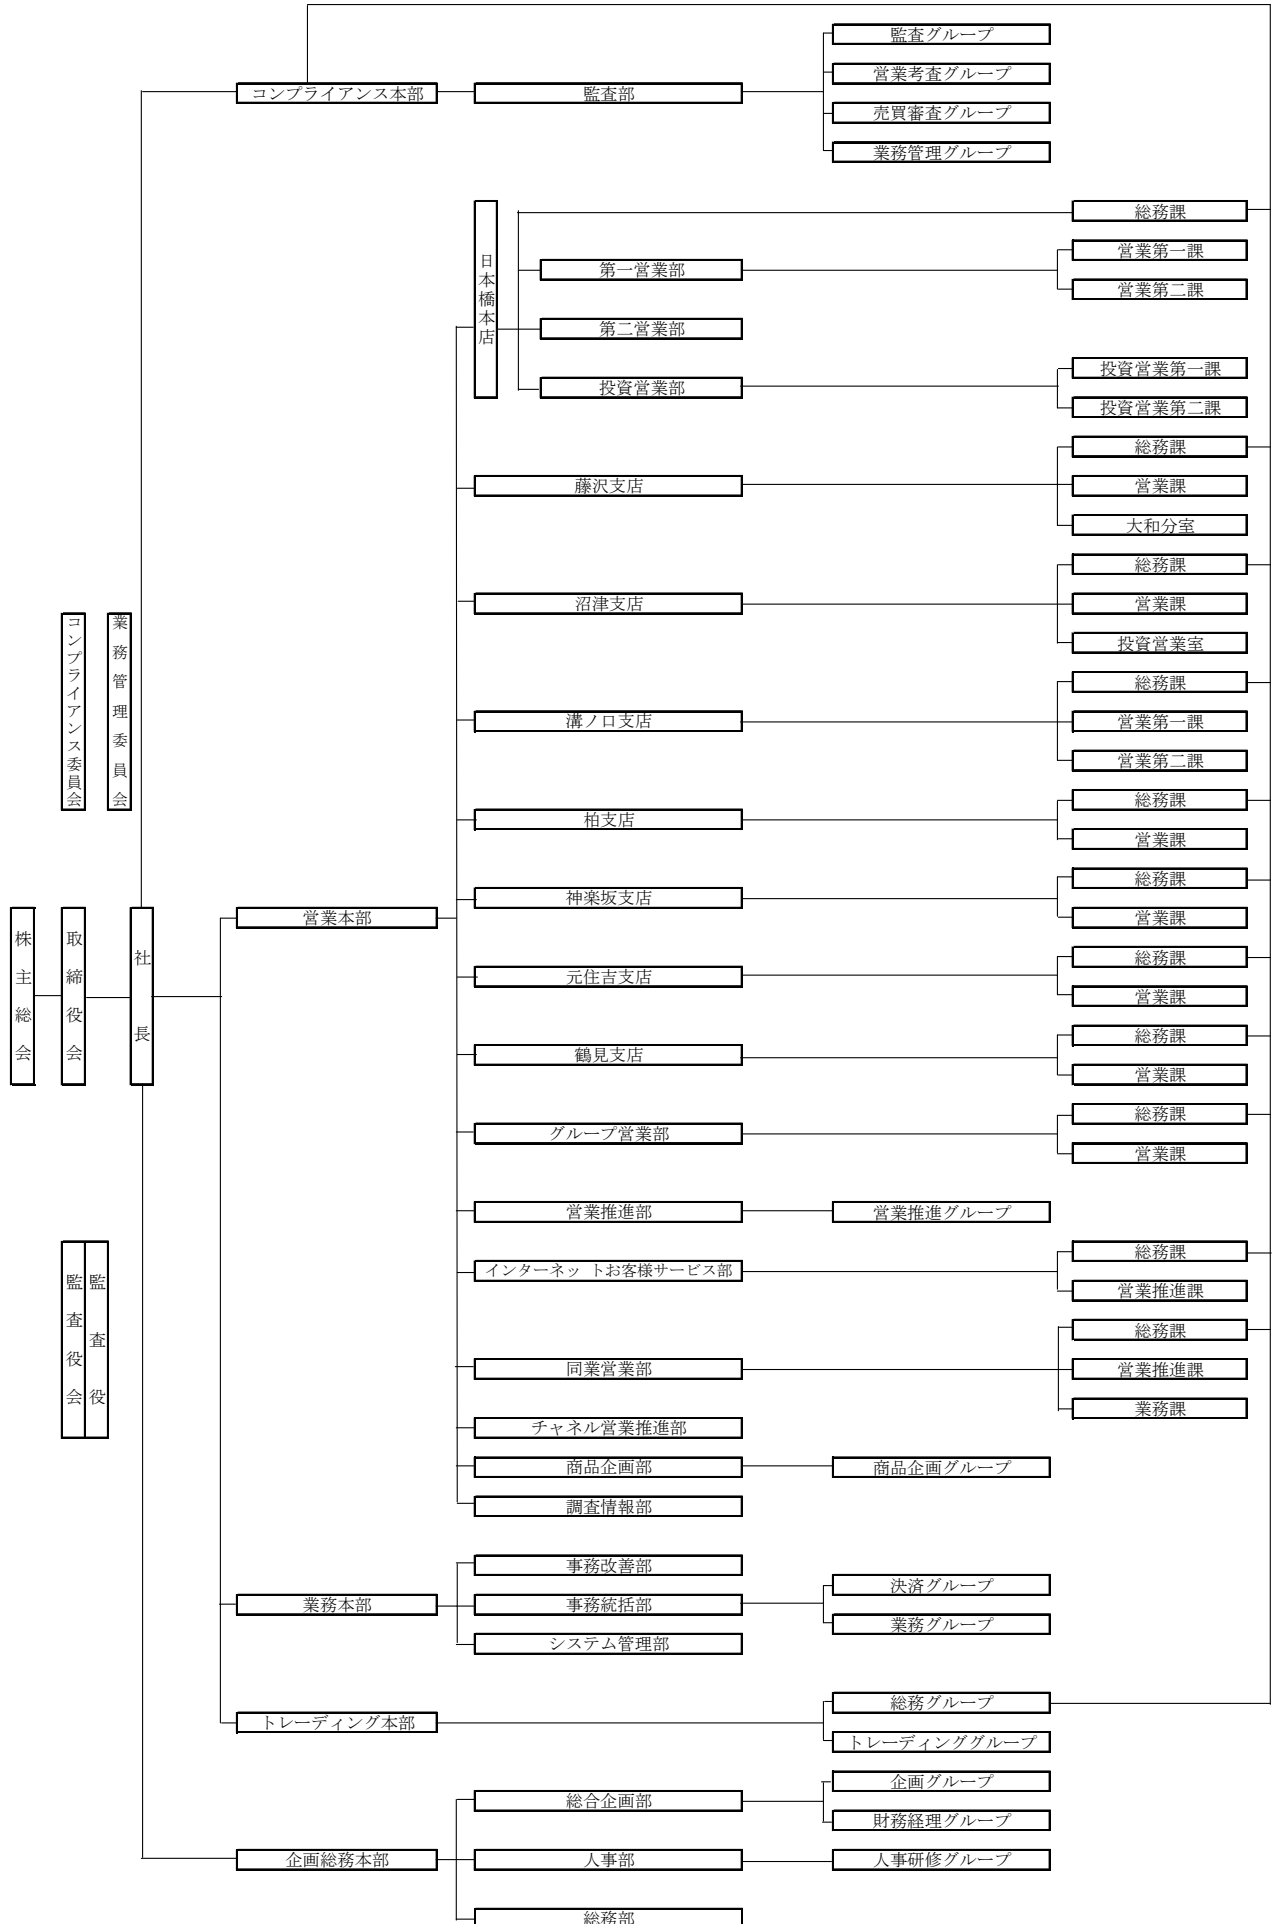 監査グループ
営業考査グループ
コンプライアンス本部
監査部
売買審査グループ
業務管理グループ
日本橋本店
総務課
第一営業部
営業第一課
営業第二課
第二営業部
投資営業部
投資営業第一課
投資営業第二課
藤沢支店
総務課
営業課
大和分室
沼津支店
総務課
営業課
投資営業室
コンプライアンス委員会
業務管理委員会
溝ノ口支店
総務課
営業第一課
営業第二課
柏支店
総務課
営業課
神楽坂支店
総務課
営業課
株主総会
取締役会
社長
営業本部
元住吉支店
総務課
営業課
鶴見支店
総務課
営業課
グループ営業部
総務課
営業課
営業推進部
営業推進グループ
監査役会
監査役
インターネットお客様サービス部
総務課
営業推進課
同業営業部
総務課
営業推進課
業務課
チャネル営業推進部
商品企画部
商品企画グループ
調査情報部
業務本部
事務改善部
事務統括部
決済グループ
業務グループ
システム管理部
トレーディング本部
総務グループ
トレーディンググループ
企画総務本部
総合企画部
企画グループ
財務経理グループ
人事部
人事研修グループ
総務部